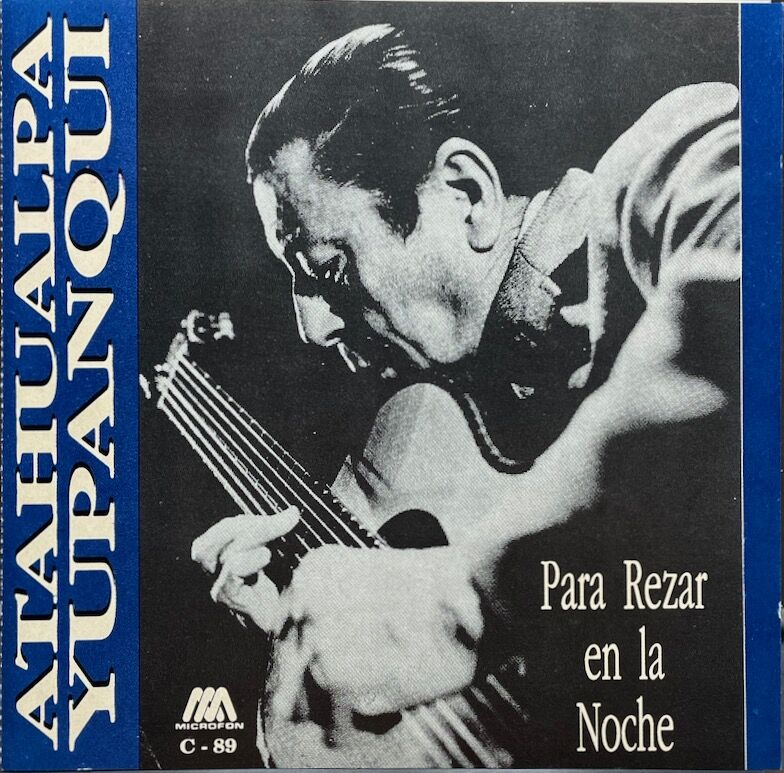 ATAHUALPA
YUPANQUI
Para Rezar
en la
Noche
MICROFON
C - 89